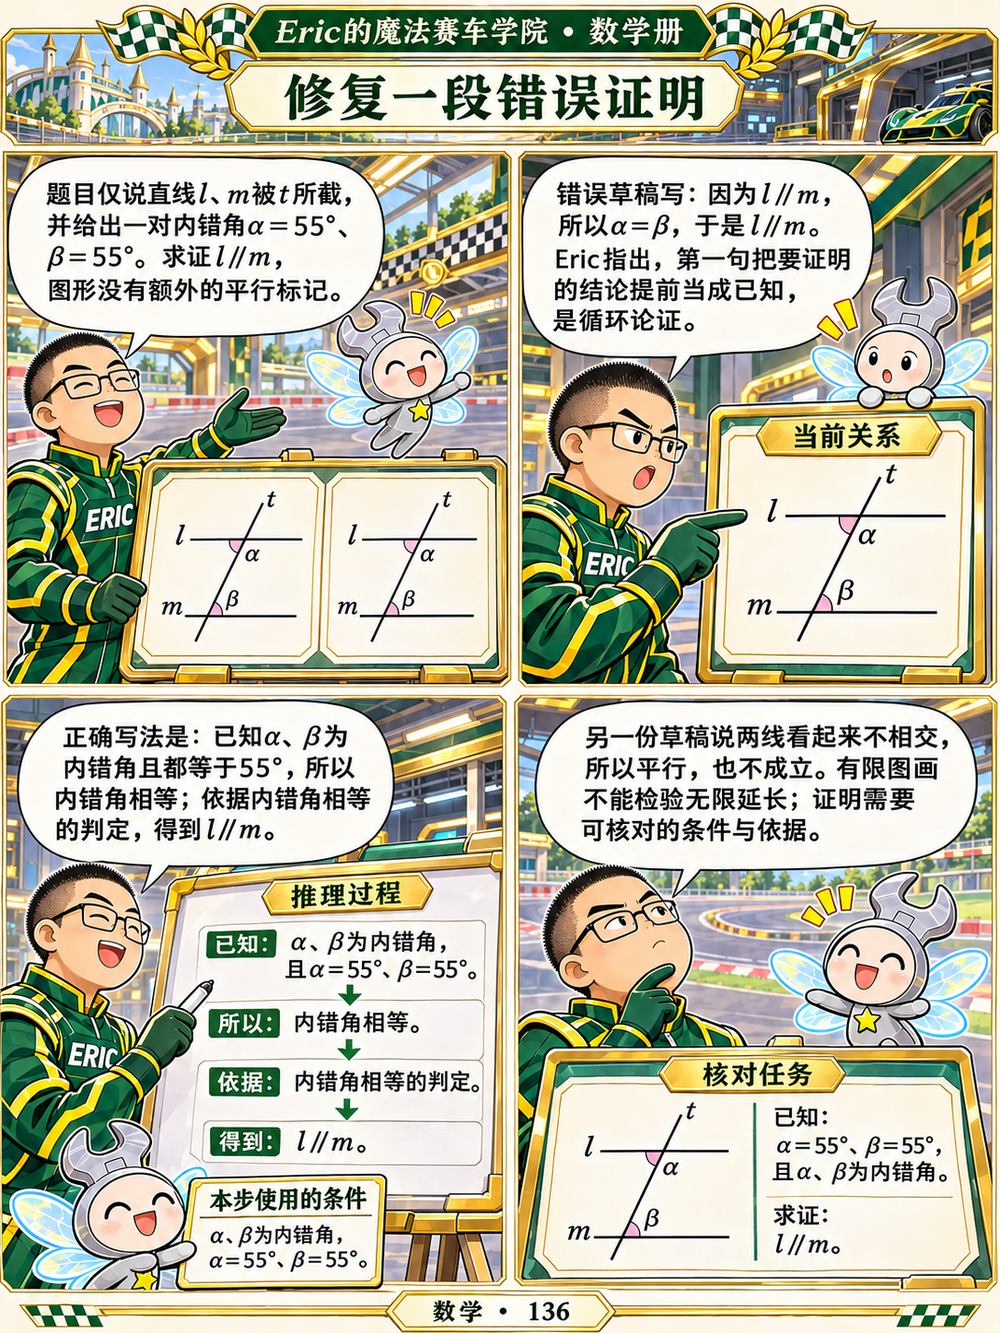 Eric的魔法赛车学院 • 数学册
修复一段错误证明
题目仅说直线l、m被t所截，
并给出一对内错角α＝55°、
β＝55°。求证l∥m，
图形没有额外的平行标记。
ERIC
l
t
α
m
β
l
t
α
m
β
错误草稿写：因为l∥m，
所以α＝β，于是l∥m。
Eric指出，第一句把要证明
的结论提前当成已知，
是循环论证。
ERIC
当前关系
l
t
α
m
β
正确写法是：已知α、β为
内错角且都等于55°，所以
内错角相等；依据内错角相等
的判定，得到l∥m。
ERIC
推理过程
已知： α、β为内错角，
且α＝55°、β＝55°。
所以： 内错角相等。
依据： 内错角相等的判定。
得到： l∥m。
本步使用的条件
α、β为内错角，
α＝55°、β＝55°。
另一份草稿说两线看起来不相交，
所以平行，也不成立。有限图画
不能检验无限延长；证明需要
可核对的条件与依据。
核对任务
l
t
α
m
β
已知：
α＝55°、β＝55°，
且α、β为内错角。
求证：
l∥m。
数学 • 136